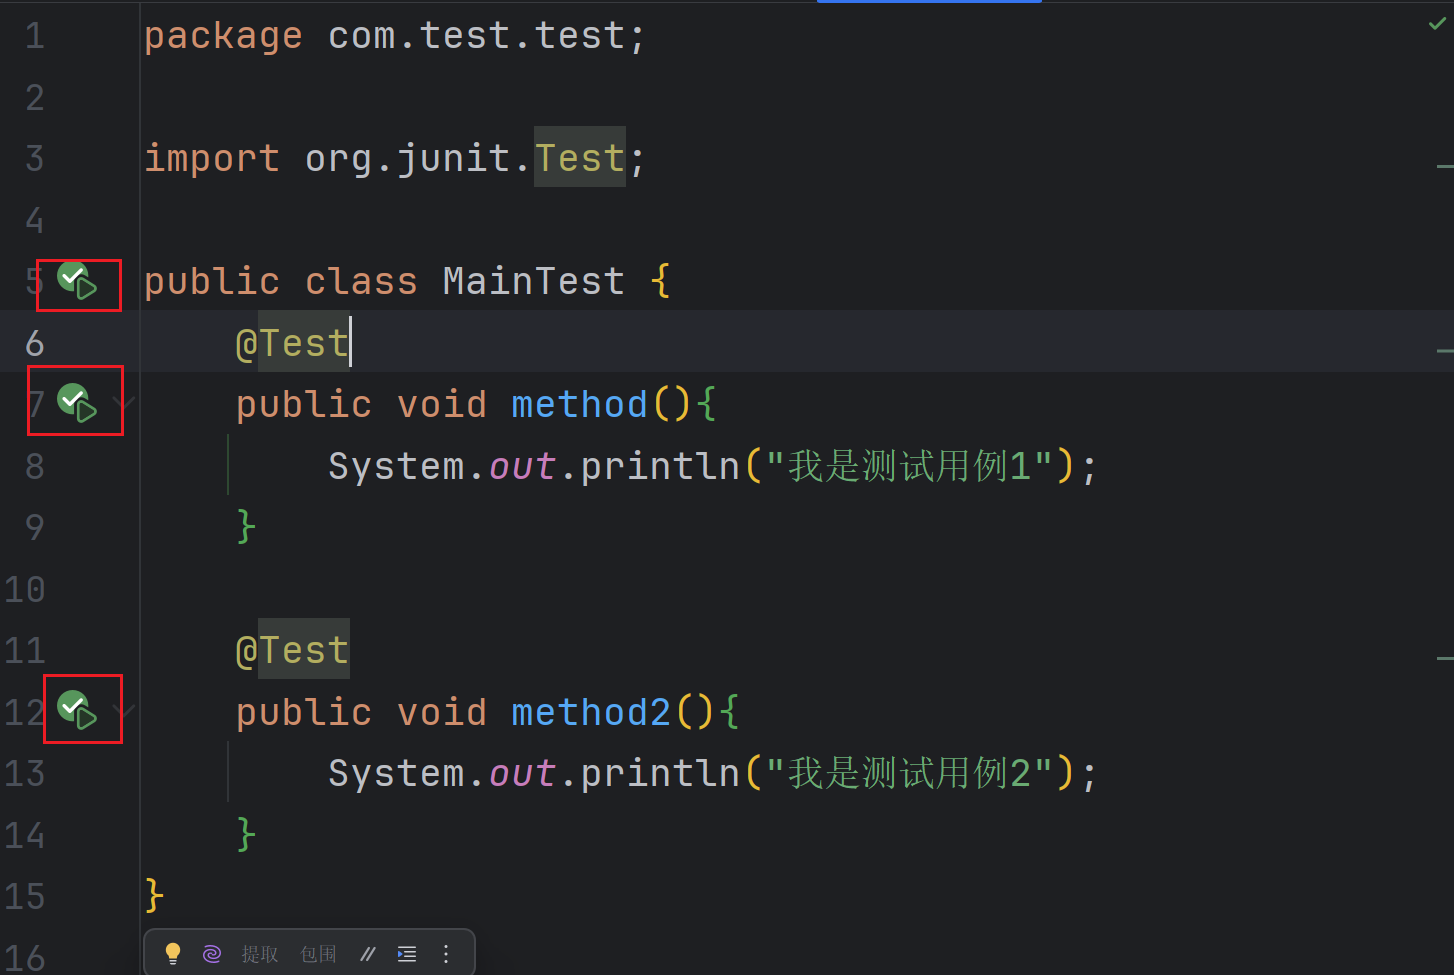 1 package com.test.test;
2
3 import org.junit.Test;
4
5 public class MainTest {
6 @Test
7 public void method(){
8 System.out.println("我是测试用例1");
9 }
10
11 @Test
12 public void method2(){
13 System.out.println("我是测试用例2");
14 }
15 }
16
提取 包围 //